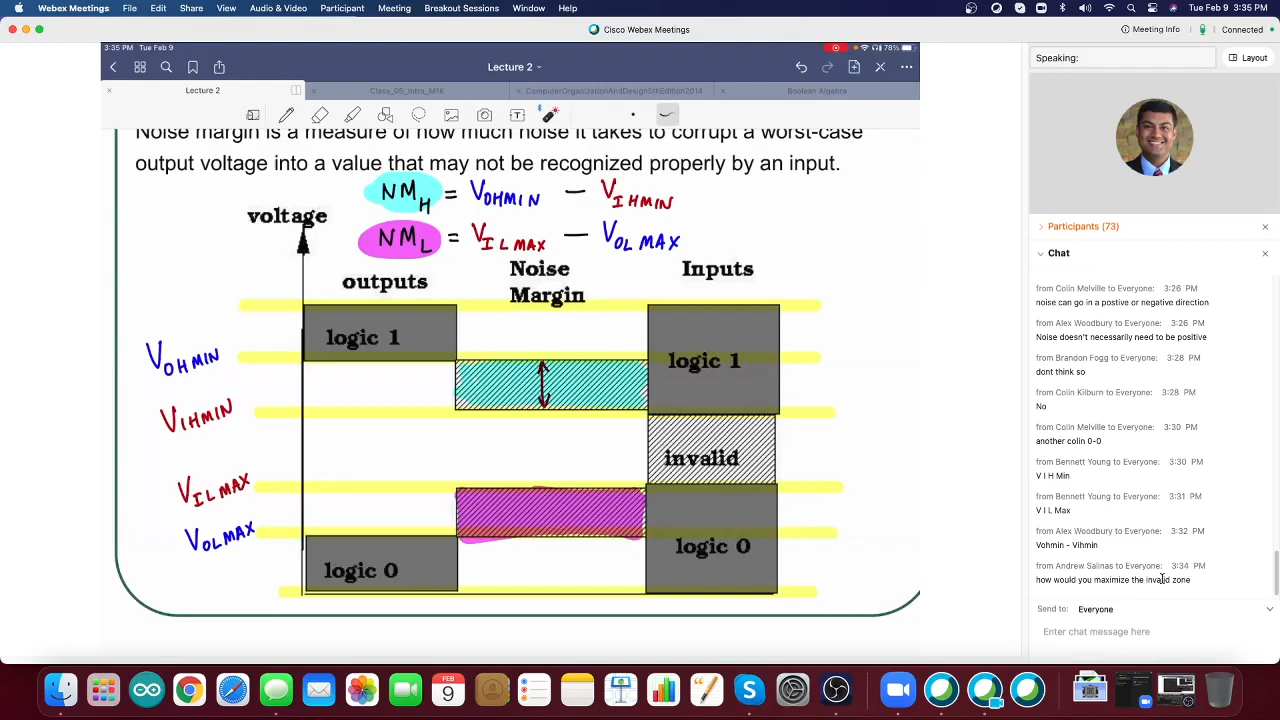 Webex Meetings File Edit Share View Audio & Video Participant Meeting Breakout Sessions Window Help Tue Feb 9 3:35 PM
Cisco Webex Meetings
Meeting Info Connected
3:35 PM Tue Feb 9
78%
Lecture 2
Lecture 2 Class_05_Intra_M1K ComputerOrganizationAndDesign5thEdition2014 Boolean Algebra
Noise margin is a measure of how much noise it takes to corrupt a worst-case
output voltage into a value that may not be recognized properly by an input.
NMH = VOHMIN − VIHMIN
NML = VILMAX − VOLMAX
voltage
outputs
Noise
Margin
Inputs
logic 1
logic 1
VOHMIN
VIHMIN
invalid
VILMAX
VOLMAX
logic 0
logic 0
Speaking:
Layout
Participants (73)
Chat
from Colin Melville to Everyone: 3:26 PM
noise can go in a postive or negative direction
from Alex Woodbury to Everyone: 3:26 PM
Noise doesn't necessarily need to be positive
from Brandon Fogg to Everyone: 3:28 PM
dont think so
from Colin Kilburn to Everyone: 3:28 PM
No
from Colin Melville to Everyone: 3:30 PM
another colin 0-0
from Bennett Young to Everyone: 3:30 PM
V I H Min
from Bennett Young to Everyone: 3:31 PM
V I L Max
from Alex Woodbury to Everyone: 3:32 PM
Vohmin - Vihmin
from Andrew Salinas to Everyone: 3:34 PM
how would you maximize the invalid zone
Send to: Everyone
Enter chat message here
FEB
9